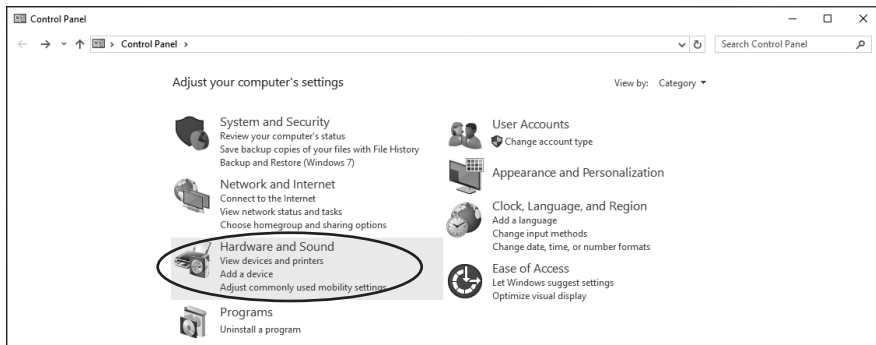 Control Panel
Control Panel
Search Control Panel
Adjust your computer's settings
View by: Category
System and Security
Review your computer's status
Save backup copies of your files with File History
Backup and Restore (Windows 7)
Network and Internet
Connect to the Internet
View network status and tasks
Choose homegroup and sharing options
Hardware and Sound
View devices and printers
Add a device
Adjust commonly used mobility settings
Programs
Uninstall a program
User Accounts
Change account type
Appearance and Personalization
Clock, Language, and Region
Add a language
Change input methods
Change date, time, or number formats
Ease of Access
Let Windows suggest settings
Optimize visual display